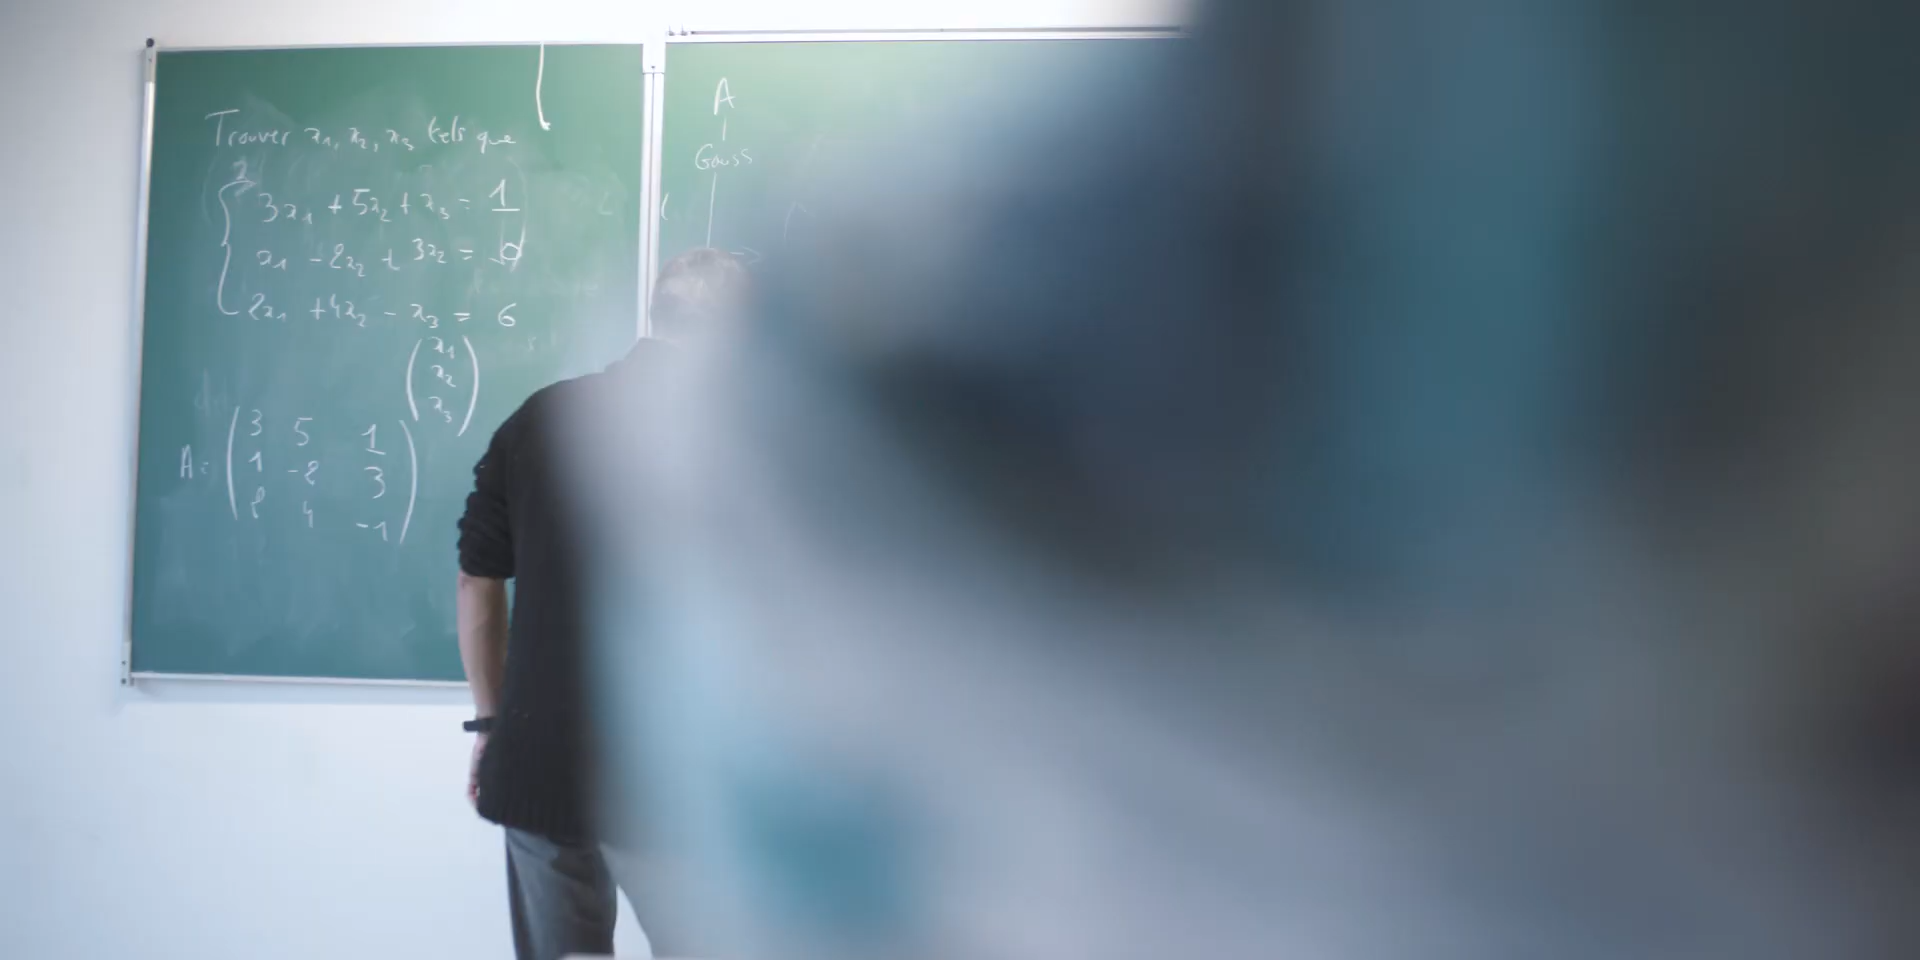 Trouver x₁, x₂, x₃ tels que
3x₁ + 5x₂ + x₃ = 1
x₁ - 2x₂ + 3x₂ = 0
2x₁ + 4x₂ - x₃ = 6
x₁
x₂
x₃
A = ( 3 5 1
1 -2 3
2 4 -1 )
A
Gauss